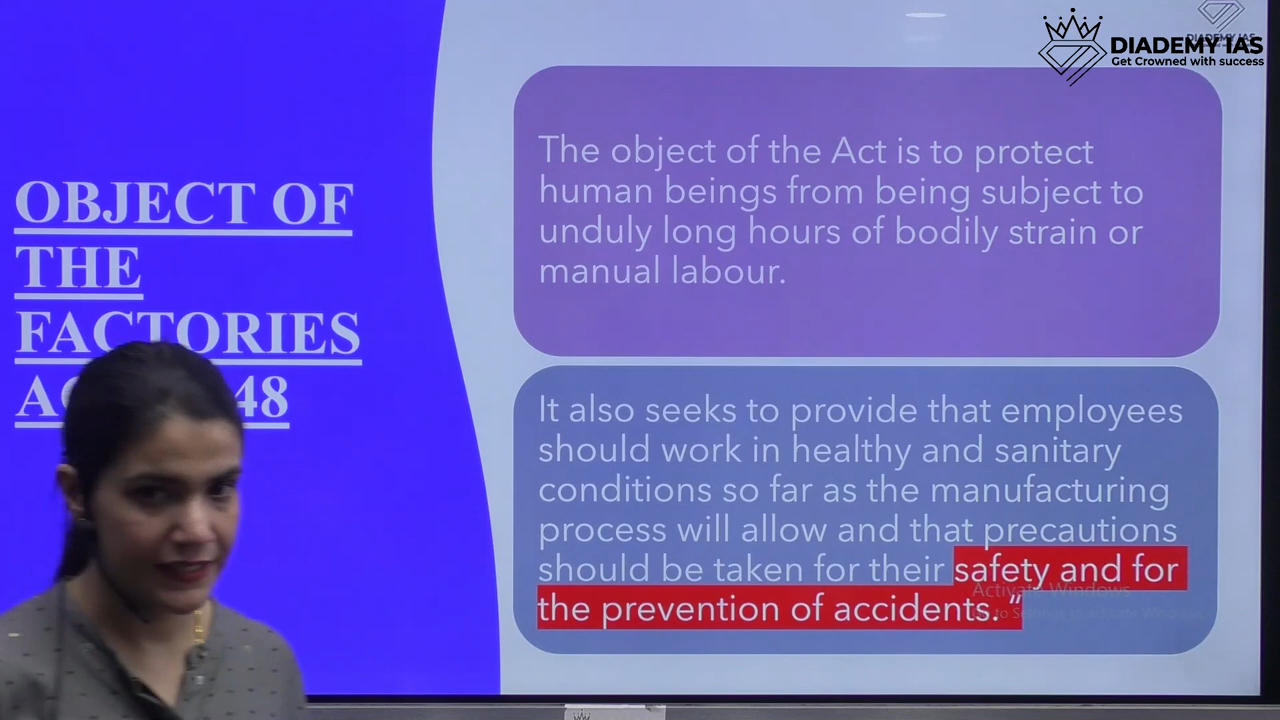 DIADEMY IAS
Get Crowned with success
OBJECT OF
THE
FACTORIES
The object of the Act is to protect
human beings from being subject to
unduly long hours of bodily strain or
manual labour.
It also seeks to provide that employees
should work in healthy and sanitary
conditions so far as the manufacturing
process will allow and that precautions
should be taken for their safety and for
the prevention of accidents. ”
Activate Windows